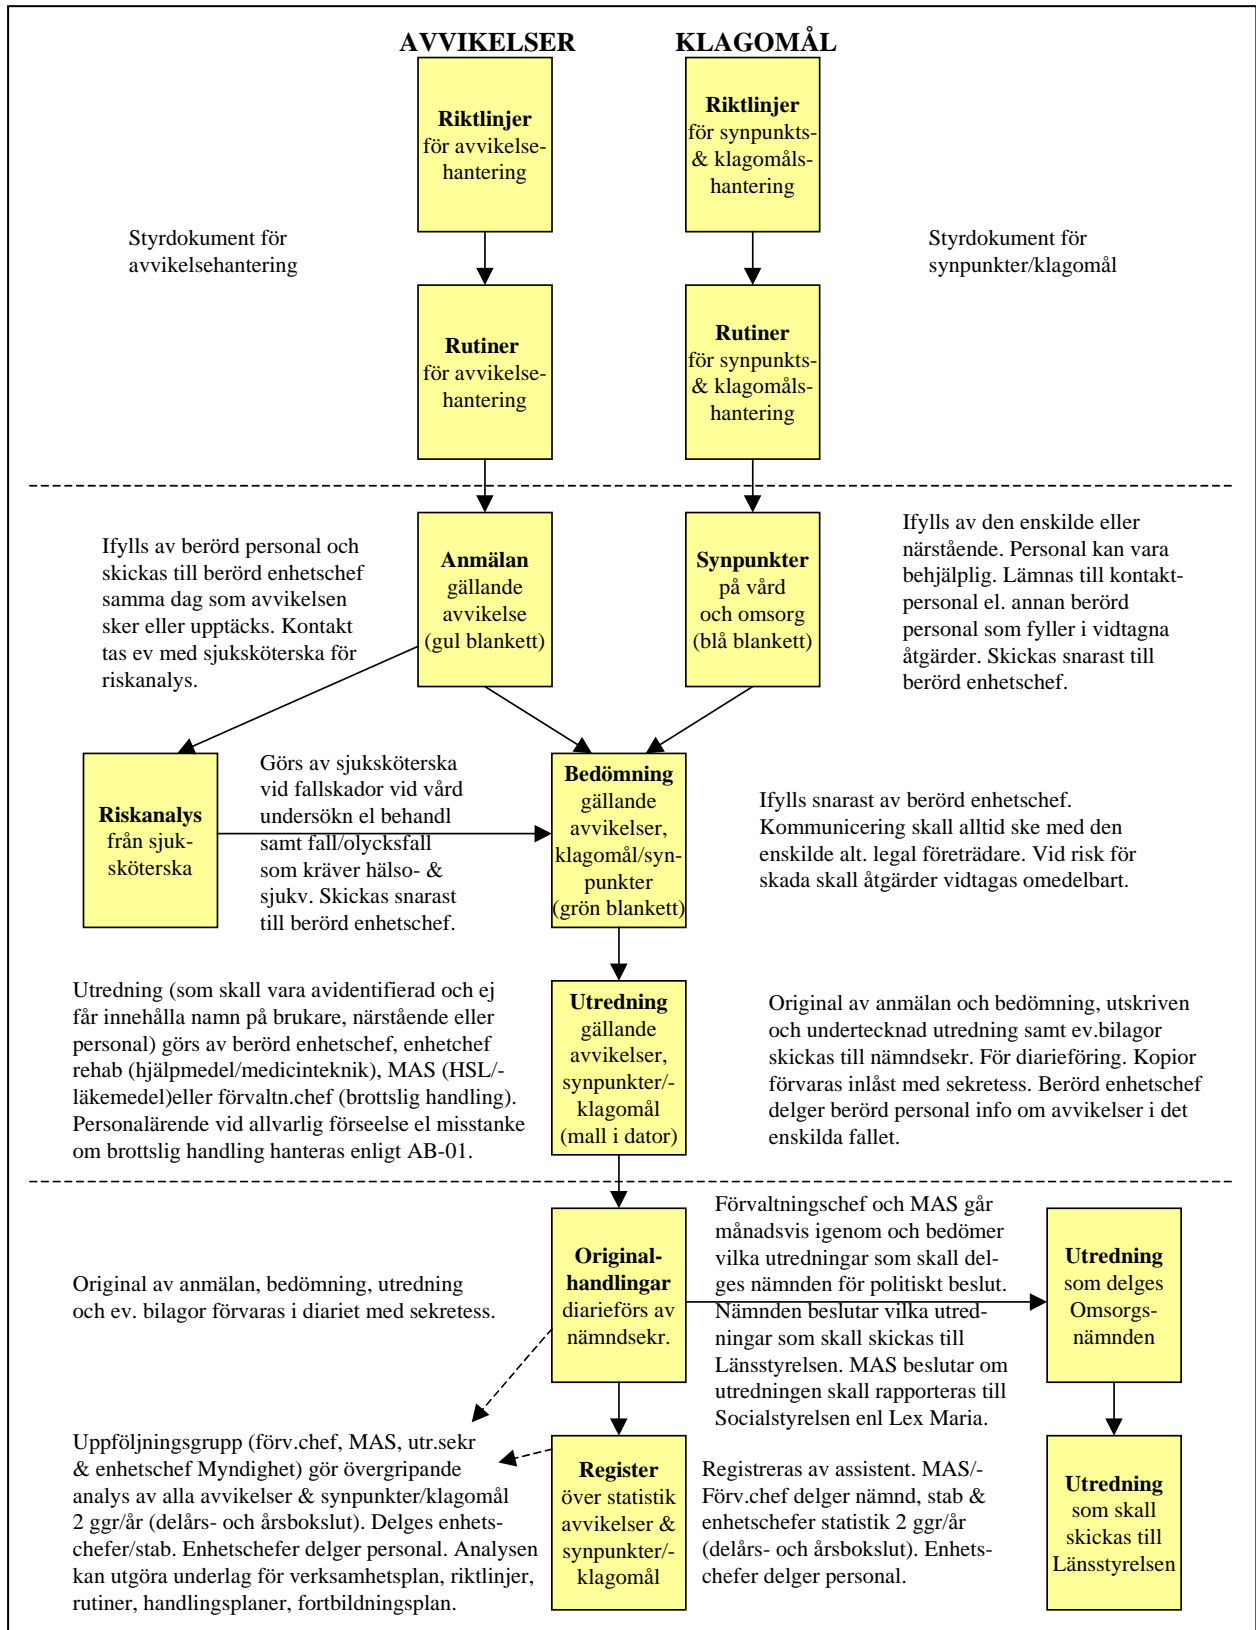 AVVIKELSER
KLAGOMÅL
Riktlinjer
för avvikelse-
hantering
Riktlinjer
för synpunkts-
& klagomåls-
hantering
Styrdokument för
avvikelsehantering
Styrdokument för
synpunkter/klagomål
Rutiner
för avvikelse-
hantering
Rutiner
för synpunkts-
& klagomåls-
hantering
Ifylls av berörd personal och
skickas till berörd enhetschef
samma dag som avvikelsen
sker eller upptäcks. Kontakt
tas ev med sjuksköterska för
riskanalys.
Anmälan
gällande
avvikelse
(gul blankett)
Synpunkter
på vård
och omsorg
(blå blankett)
Ifylls av den enskilde eller
närstående. Personal kan vara
behjälplig. Lämnas till kontakt-
personal el. annan berörd
personal som fyller i vidtagna
åtgärder. Skickas snarast till
berörd enhetschef.
Riskanalys
från sjuk-
sköterska
Görs av sjuksköterska
vid fallskador vid vård
undersökn el behandl
samt fall/olycksfall
som kräver hälso- &
sjukv. Skickas snarast
till berörd enhetschef.
Bedömning
gällande
avvikelser,
klagomål/syn-
punkter
(grön blankett)
Ifylls snarast av berörd enhetschef.
Kommunicering skall alltid ske med den
enskilde alt. legal företrädare. Vid risk för
skada skall åtgärder vidtagas omedelbart.
Utredning (som skall vara avidentifierad och ej
får innehålla namn på brukare, närstående eller
personal) görs av berörd enhetschef, enhetchef
rehab (hjälpmedel/medicinteknik), MAS (HSL/-
läkemedel)eller förvaltn.chef (brottslig handling).
Personalärende vid allvarlig förseelse el misstanke
om brottslig handling hanteras enligt AB-01.
Utredning
gällande
avvikelser,
synpunkter/-
klagomål
(mall i dator)
Original av anmälan och bedömning, utskriven
och undertecknad utredning samt ev.bilagor
skickas till nämndsekr. För diarieföring. Kopior
förvaras inlåst med sekretess. Berörd enhetschef
delger berörd personal info om avvikelser i det
enskilda fallet.
Original av anmälan, bedömning, utredning
och ev. bilagor förvaras i diariet med sekretess.
Original-
handlingar
diarieförs av
nämndsekr.
Förvaltningschef och MAS går
månadsvis igenom och bedömer
vilka utredningar som skall del-
ges nämnden för politiskt beslut.
Nämnden beslutar vilka utred-
ningar som skall skickas till
Länsstyrelsen. MAS beslutar om
utredningen skall rapporteras till
Socialstyrelsen enl Lex Maria.
Utredning
som delges
Omsorgs-
nämnden
Uppföljningsgrupp (förv.chef, MAS, utr.sekr
& enhetschef Myndighet) gör övergripande
analys av alla avvikelser & synpunkter/klagomål
2 ggr/år (delårs- och årsbokslut). Delges enhets-
chefer/stab. Enhetschefer delger personal. Analysen
kan utgöra underlag för verksamhetsplan, riktlinjer,
rutiner, handlingsplaner, fortbildningsplan.
Register
över statistik
avvikelser &
synpunkter/-
klagomål
Registreras av assistent. MAS/-
Förv.chef delger nämnd, stab &
enhetschefer statistik 2 ggr/år
(delårs- och årsbokslut). Enhets-
chefer delger personal.
Utredning
som skall
skickas till
Länsstyrelsen